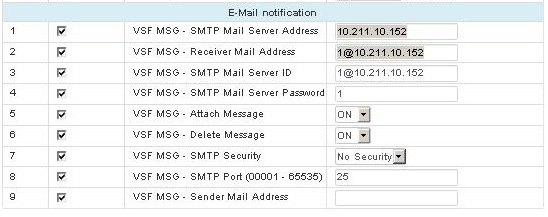 E-Mail notification
1 VSF MSG - SMTP Mail Server Address 10.211.10.152
2 VSF MSG - Receiver Mail Address 1@10.211.10.152
3 VSF MSG - SMTP Mail Server ID 1@10.211.10.152
4 VSF MSG - SMTP Mail Server Password 1
5 VSF MSG - Attach Message ON
6 VSF MSG - Delete Message ON
7 VSF MSG - SMTP Security No Security
8 VSF MSG - SMTP Port (00001 - 65535) 25
9 VSF MSG - Sender Mail Address